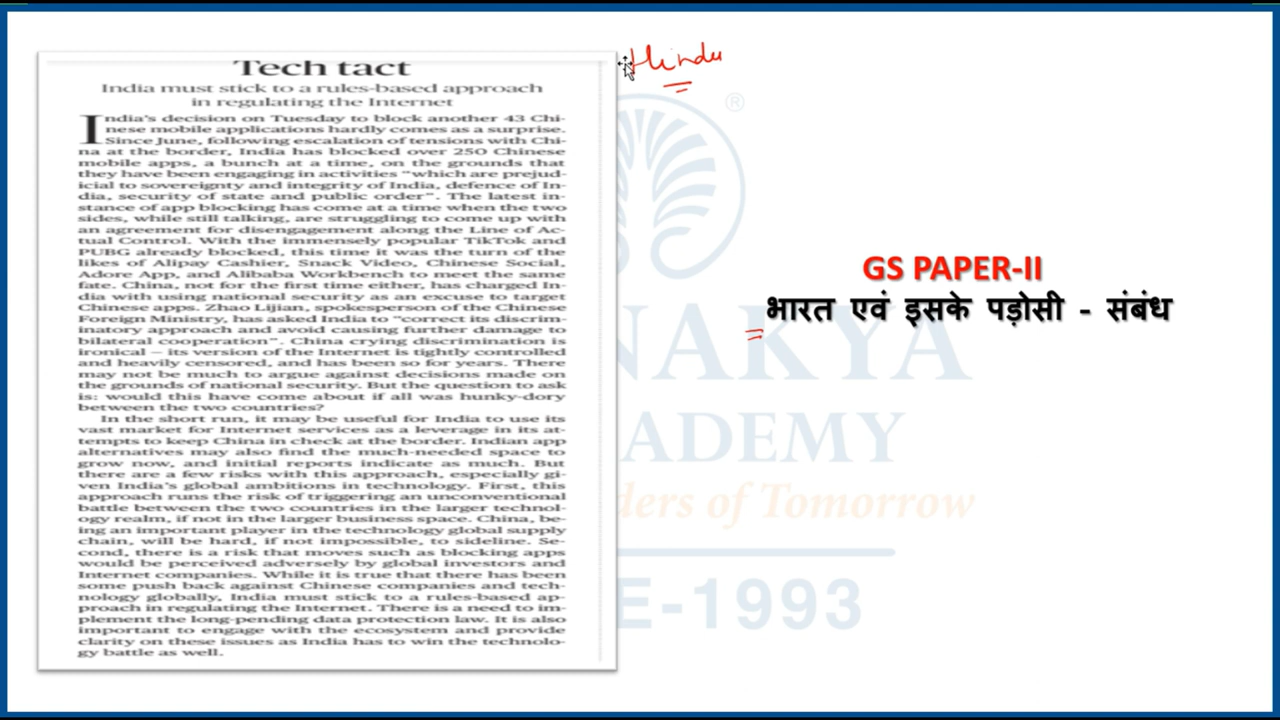 Tech tact
India must stick to a rules-based approach
in regulating the Internet
India's decision on Tuesday to block another 43 Chi-
nese mobile applications hardly comes as a surprise.
Since June, following escalation of tensions with Chi-
na at the border, India has blocked over 250 Chinese
mobile apps, a bunch at a time, on the grounds that
they have been engaging in activities "which are prejud-
icial to sovereignty and integrity of India, defence of In-
dia, security of state and public order". The latest in-
stance of app blocking has come at a time when the two
sides, while still talking, are struggling to come up with
an agreement for disengagement along the Line of Ac-
tual Control. With the immensely popular TikTok and
PUBG already blocked, this time it was the turn of the
likes of Alipay Cashier, Snack Video, Chinese Social,
Adore App, and Alibaba Workbench to meet the same
fate. China, not for the first time either, has charged In-
dia with using national security as an excuse to target
Chinese apps. Zhao Lijian, spokesperson of the Chinese
Foreign Ministry, has asked India to "correct its discrim-
inatory approach and avoid causing further damage to
bilateral cooperation". China crying discrimination is
ironical – its version of the Internet is tightly controlled
and heavily censored, and has been so for years. There
may not be much to argue against decisions made on
the grounds of national security. But the question to ask
is: would this have come about if all was hunky-dory
between the two countries?
In the short run, it may be useful for India to use its
vast market for Internet services as a leverage in its at-
tempts to keep China in check at the border. Indian app
alternatives may also find the much-needed space to
grow now, and initial reports indicate as much. But
there are a few risks with this approach, especially gi-
ven India's global ambitions in technology. First, this
approach runs the risk of triggering an unconventional
battle between the two countries in the larger technol-
ogy realm, if not in the larger business space. China, be-
ing an important player in the technology global supply
chain, will be hard, if not impossible, to sideline. Se-
cond, there is a risk that moves such as blocking apps
would be perceived adversely by global investors and
Internet companies. While it is true that there has been
some push back against Chinese companies and tech-
nology globally, India must stick to a rules-based ap-
proach in regulating the Internet. There is a need to im-
plement the long-pending data protection law. It is also
important to engage with the ecosystem and provide
clarity on these issues as India has to win the technolo-
gy battle as well.
Hindu
®
GS PAPER-II
भारत एवं इसके पड़ोसी - संबंध
NAKYA
ADEMY
ders of Tomorrow
E-1993